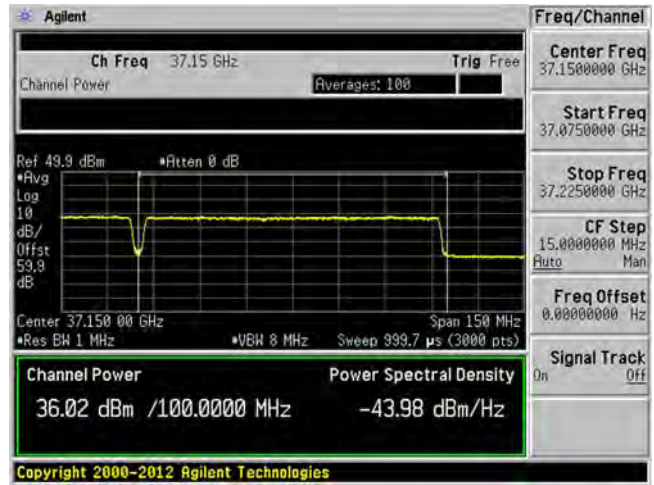 Agilent
Freq/Channel
Ch Freq 37.15 GHz Trig Free
Channel Power Averages: 100
Center Freq
37.1500000 GHz
Start Freq
37.0750000 GHz
Stop Freq
37.2250000 GHz
CF Step
15.0000000 MHz
Auto Man
Freq Offset
0.00000000 Hz
Signal Track
On Off
Ref 49.9 dBm *Atten 0 dB
*Avg
Log
10
dB/
Offst
59.9
dB
Center 37.150 00 GHz Span 150 MHz
*Res BW 1 MHz *VBW 8 MHz Sweep 999.7 µs (3000 pts)
Channel Power Power Spectral Density
36.02 dBm /100.0000 MHz -43.98 dBm/Hz
Copyright 2000-2012 Agilent Technologies